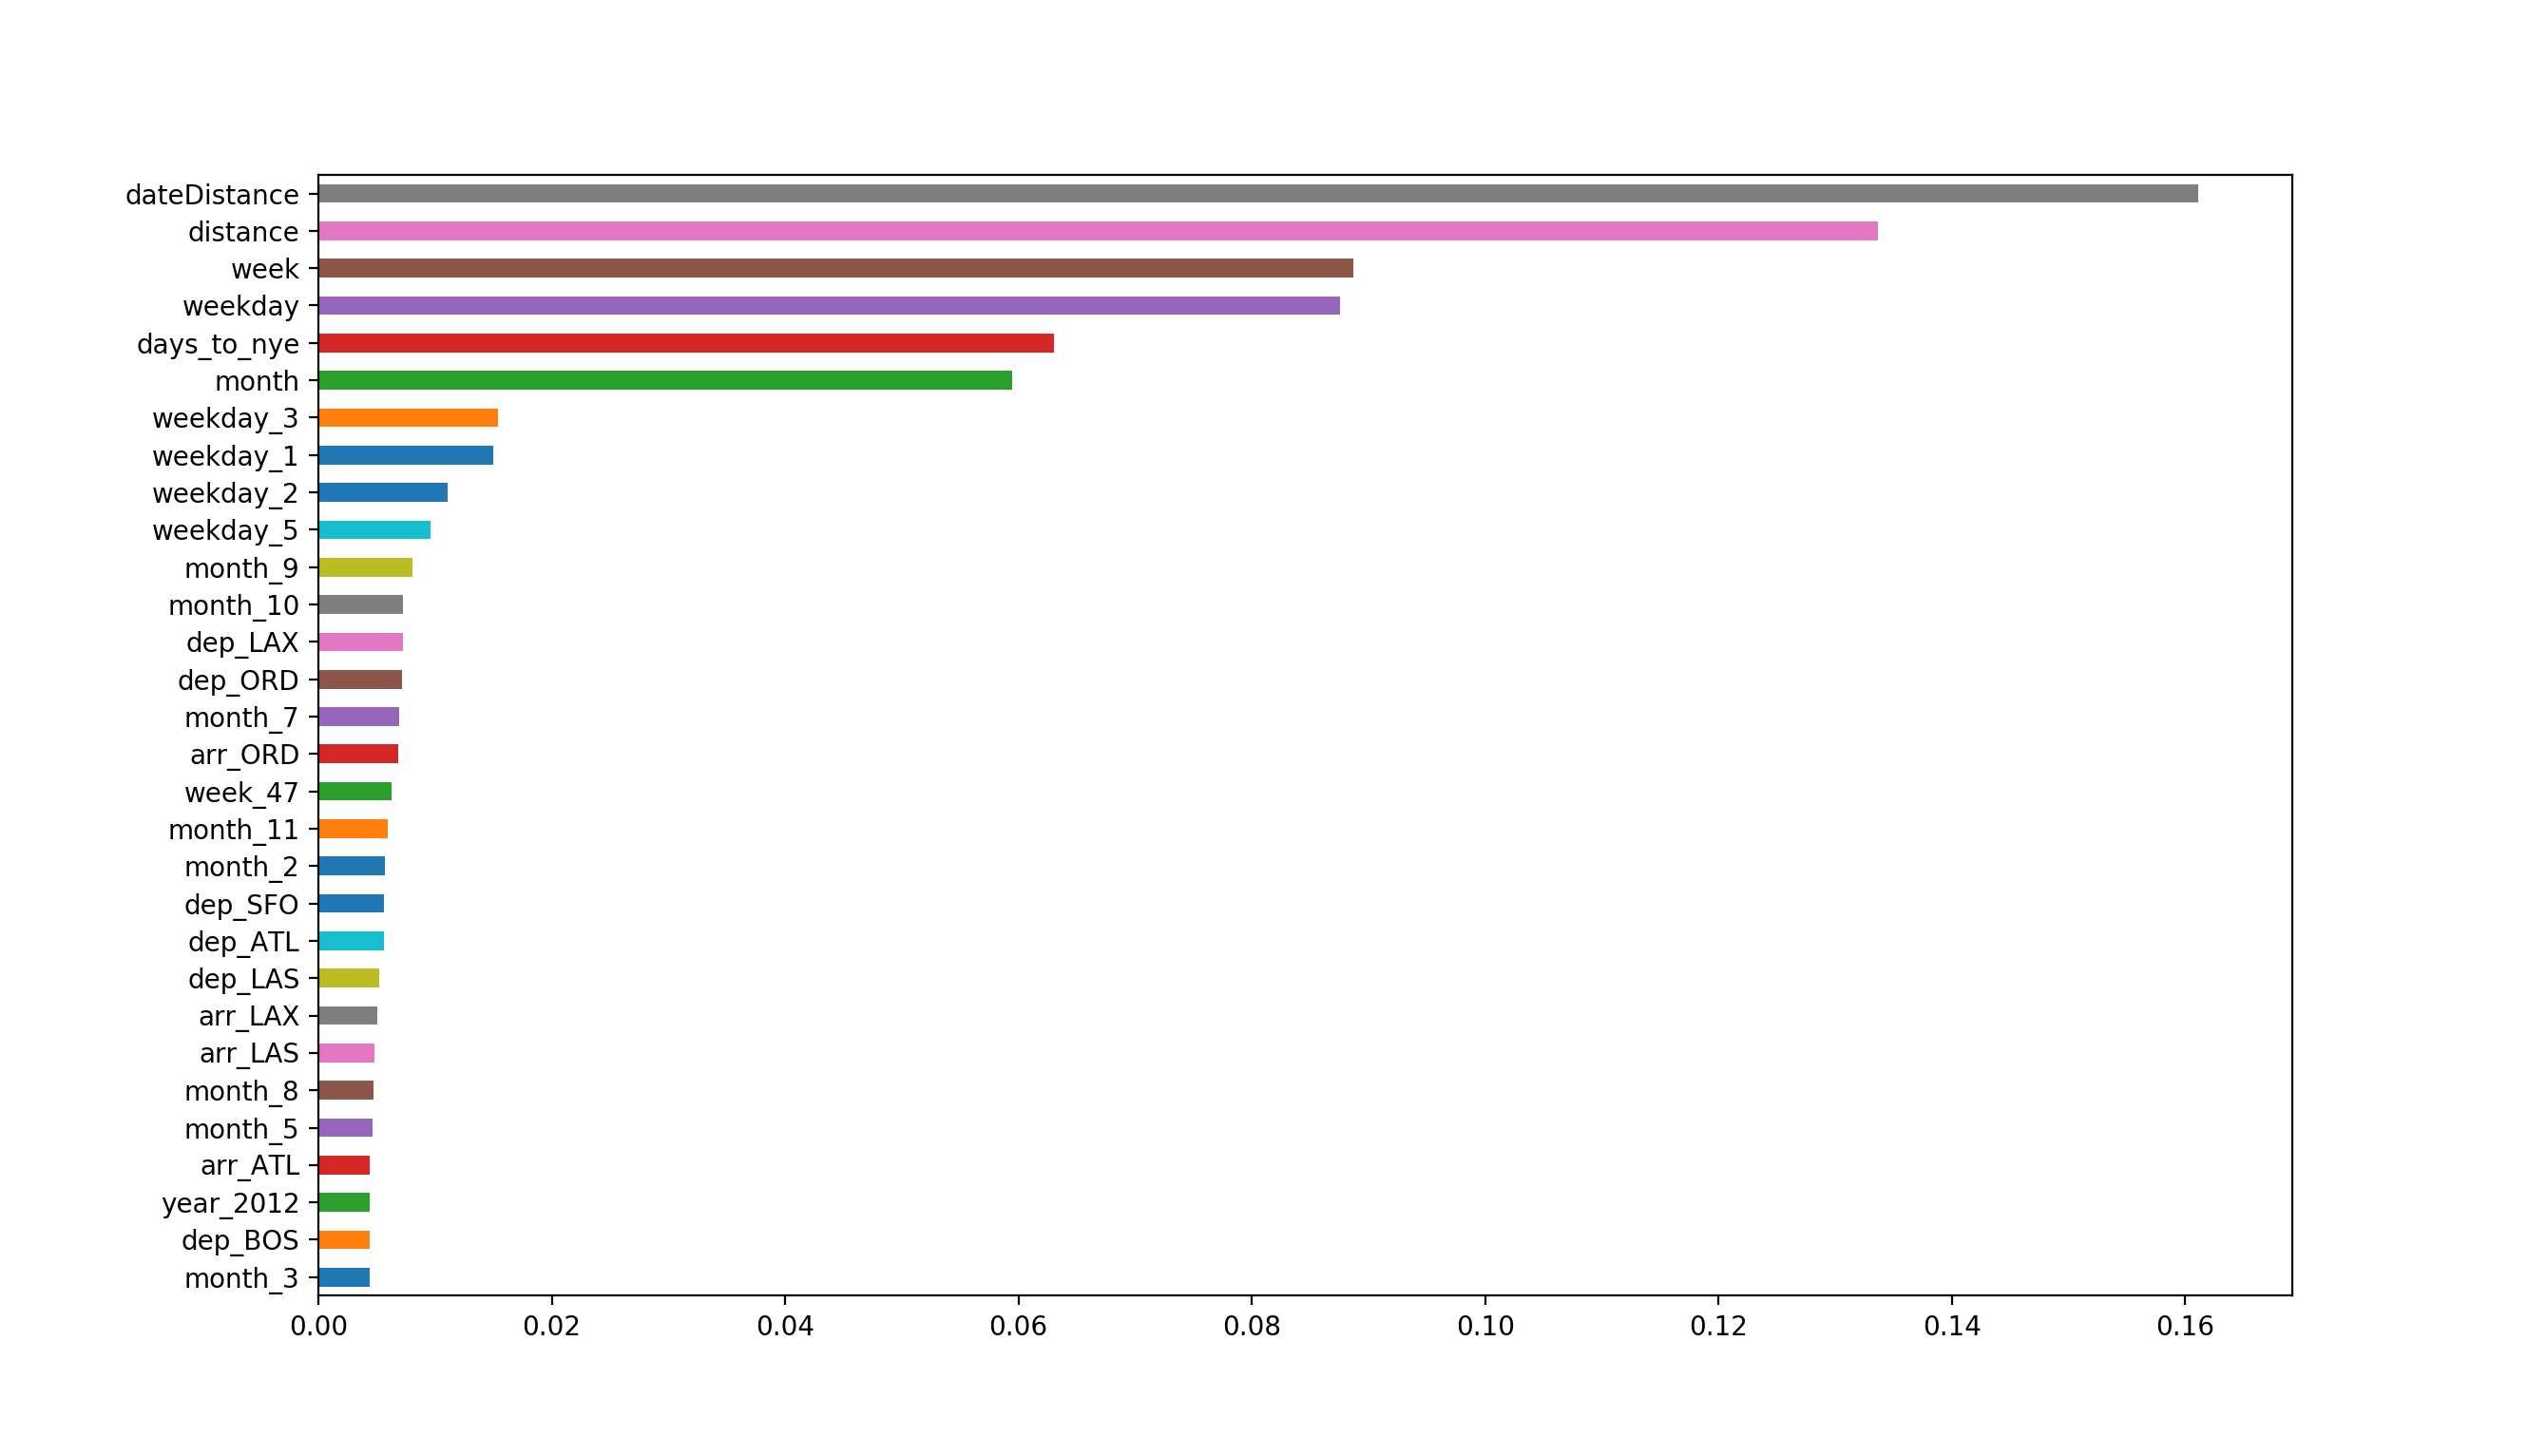 dateDistance
distance
week
weekday
days_to_nye
month
weekday_3
weekday_1
weekday_2
weekday_5
month_9
month_10
dep_LAX
dep_ORD
month_7
arr_ORD
week_47
month_11
month_2
dep_SFO
dep_ATL
dep_LAS
arr_LAX
arr_LAS
month_8
month_5
arr_ATL
year_2012
dep_BOS
month_3
0.00 0.02 0.04 0.06 0.08 0.10 0.12 0.14 0.16